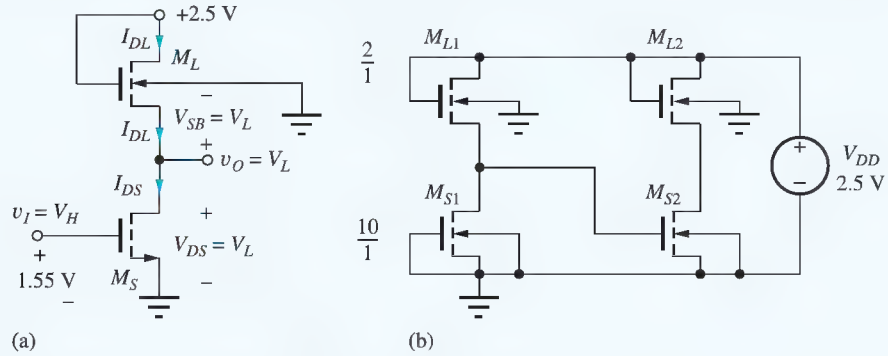 +2.5 V
I_DL
M_L
V_SB = V_L
I_DL
+
v_O = V_L
I_DS
v_I = V_H
+
V_DS = V_L
+
1.55 V
M_S
(a)
M_L1
M_L2
2/1
+
V_DD
2.5 V
M_S1
M_S2
10/1
(b)